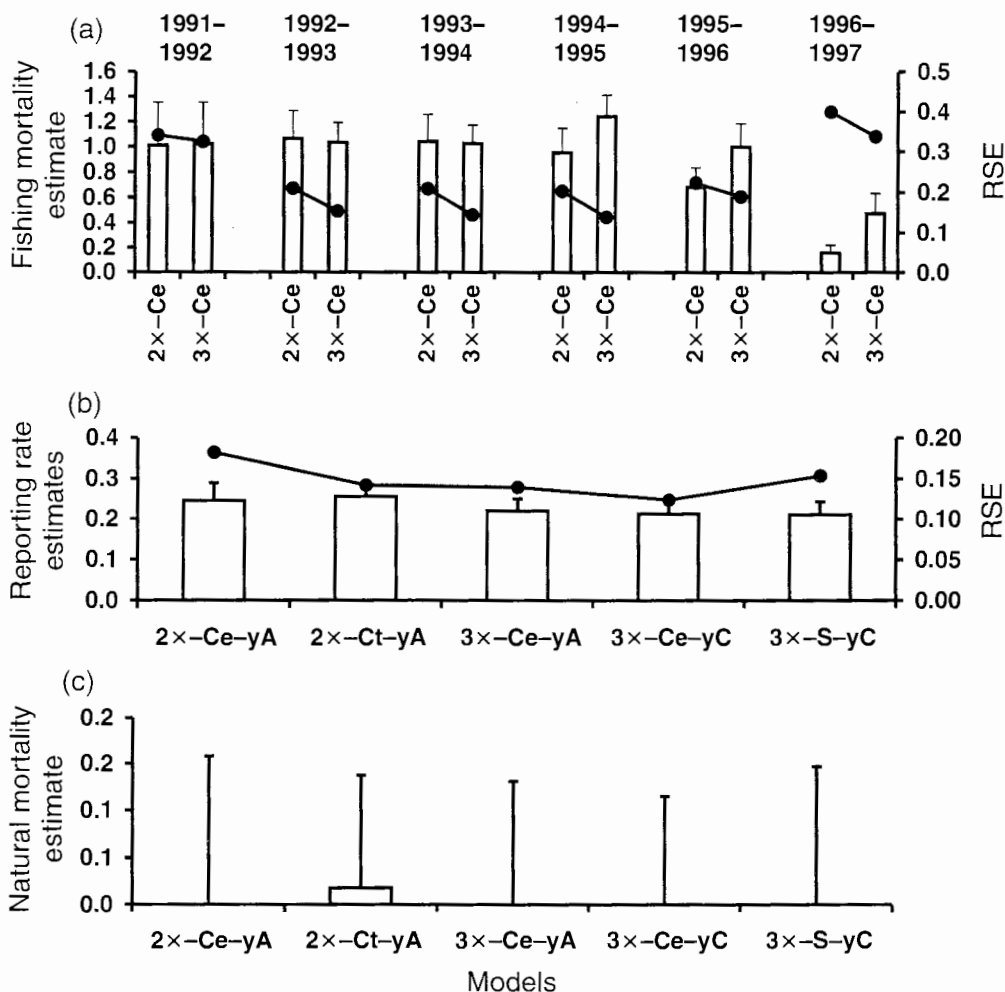 (a)
1991– 1992– 1993– 1994– 1995– 1996–
1992 1993 1994 1995 1996 1997
Fishing mortality
estimate
1.6
1.4
1.2
1.0
0.8
0.6
0.4
0.2
0.0
0.5
0.4
0.3
0.2
0.1
0.0
RSE
2×–Ce
3×–Ce
2×–Ce
3×–Ce
2×–Ce
3×–Ce
2×–Ce
3×–Ce
2×–Ce
3×–Ce
2×–Ce
3×–Ce
(b)
Reporting rate
estimates
0.4
0.3
0.2
0.1
0.0
0.20
0.15
0.10
0.05
0.00
RSE
2×–Ce–yA 2×–Ct–yA 3×–Ce–yA 3×–Ce–yC 3×–S–yC
(c)
Natural mortality
estimate
0.2
0.2
0.1
0.1
0.0
2×–Ce–yA 2×–Ct–yA 3×–Ce–yA 3×–Ce–yC 3×–S–yC
Models